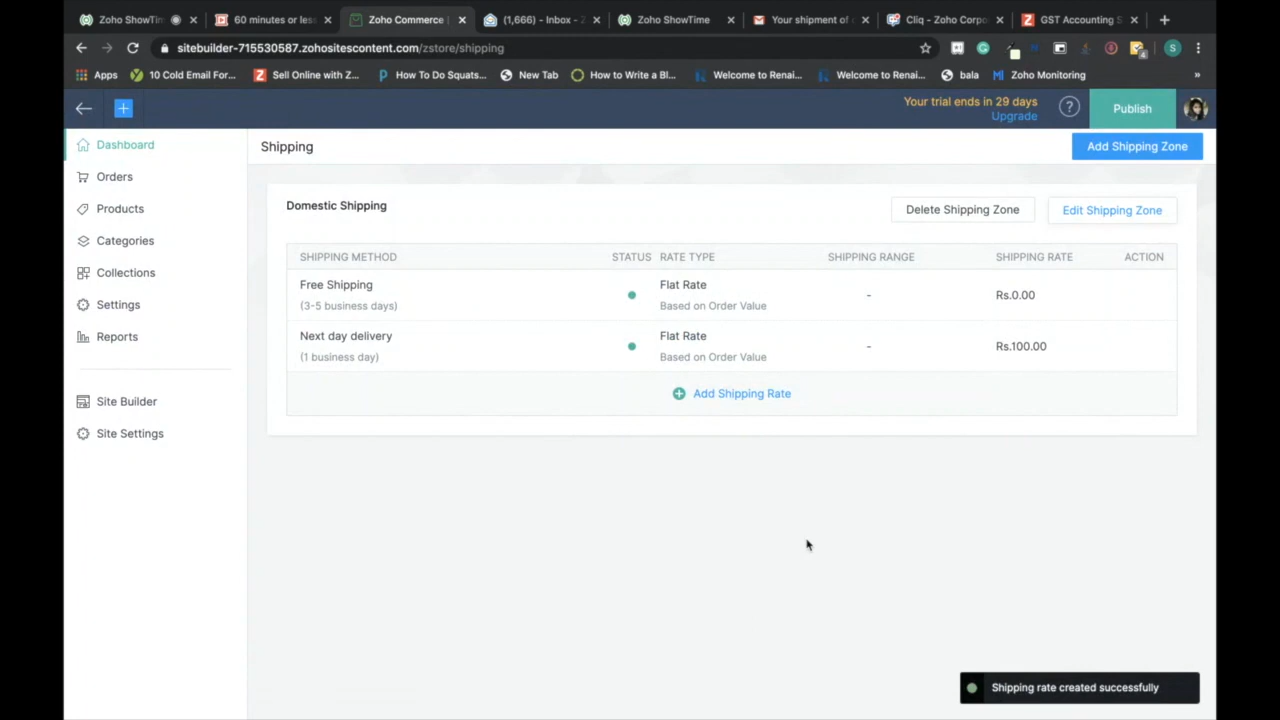 Zoho ShowTim
60 minutes or less
Zoho Commerce
(1,666) - Inbox - Z
Zoho ShowTime
Your shipment of
Cliq - Zoho Corpo
GST Accounting S
sitebuilder-715530587.zohositescontent.com/zstore/shipping
Apps
10 Cold Email For...
Sell Online with Z...
How To Do Squats...
New Tab
How to Write a Bl...
Welcome to Renai...
Welcome to Renai...
bala
Zoho Monitoring
»
Your trial ends in 29 days
Upgrade
?
Publish
Dashboard
Orders
Products
Categories
Collections
Settings
Reports
Site Builder
Site Settings
Shipping
Add Shipping Zone
Domestic Shipping
Delete Shipping Zone
Edit Shipping Zone
SHIPPING METHOD STATUS RATE TYPE SHIPPING RANGE SHIPPING RATE ACTION
Free Shipping Flat Rate
(3-5 business days) Based on Order Value - Rs.0.00
Next day delivery Flat Rate
(1 business day) Based on Order Value - Rs.100.00
Add Shipping Rate
Shipping rate created successfully